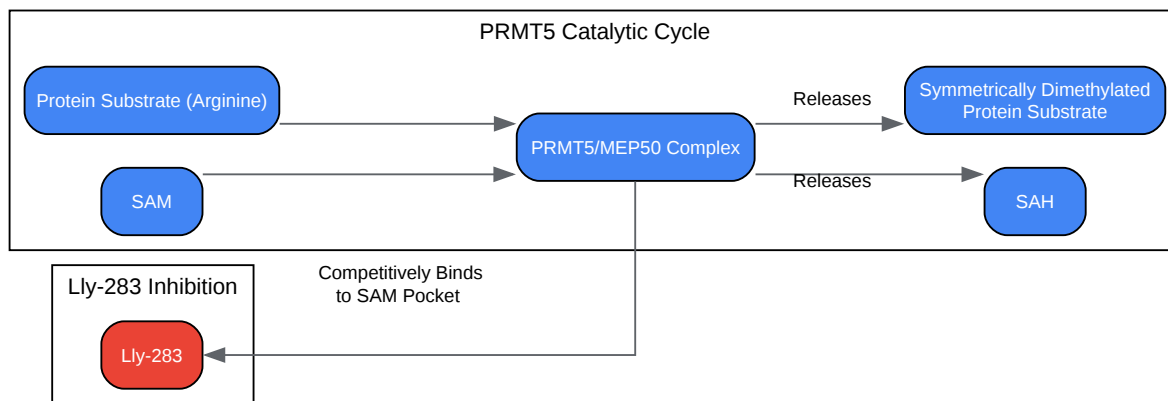 PRMT5 Catalytic Cycle
Protein Substrate (Arginine)
Releases
Symmetrically Dimethylated
Protein Substrate
PRMT5/MEP50 Complex
SAM
Releases
SAH
Competitively Binds
to SAM Pocket
Lly-283 Inhibition
Lly-283